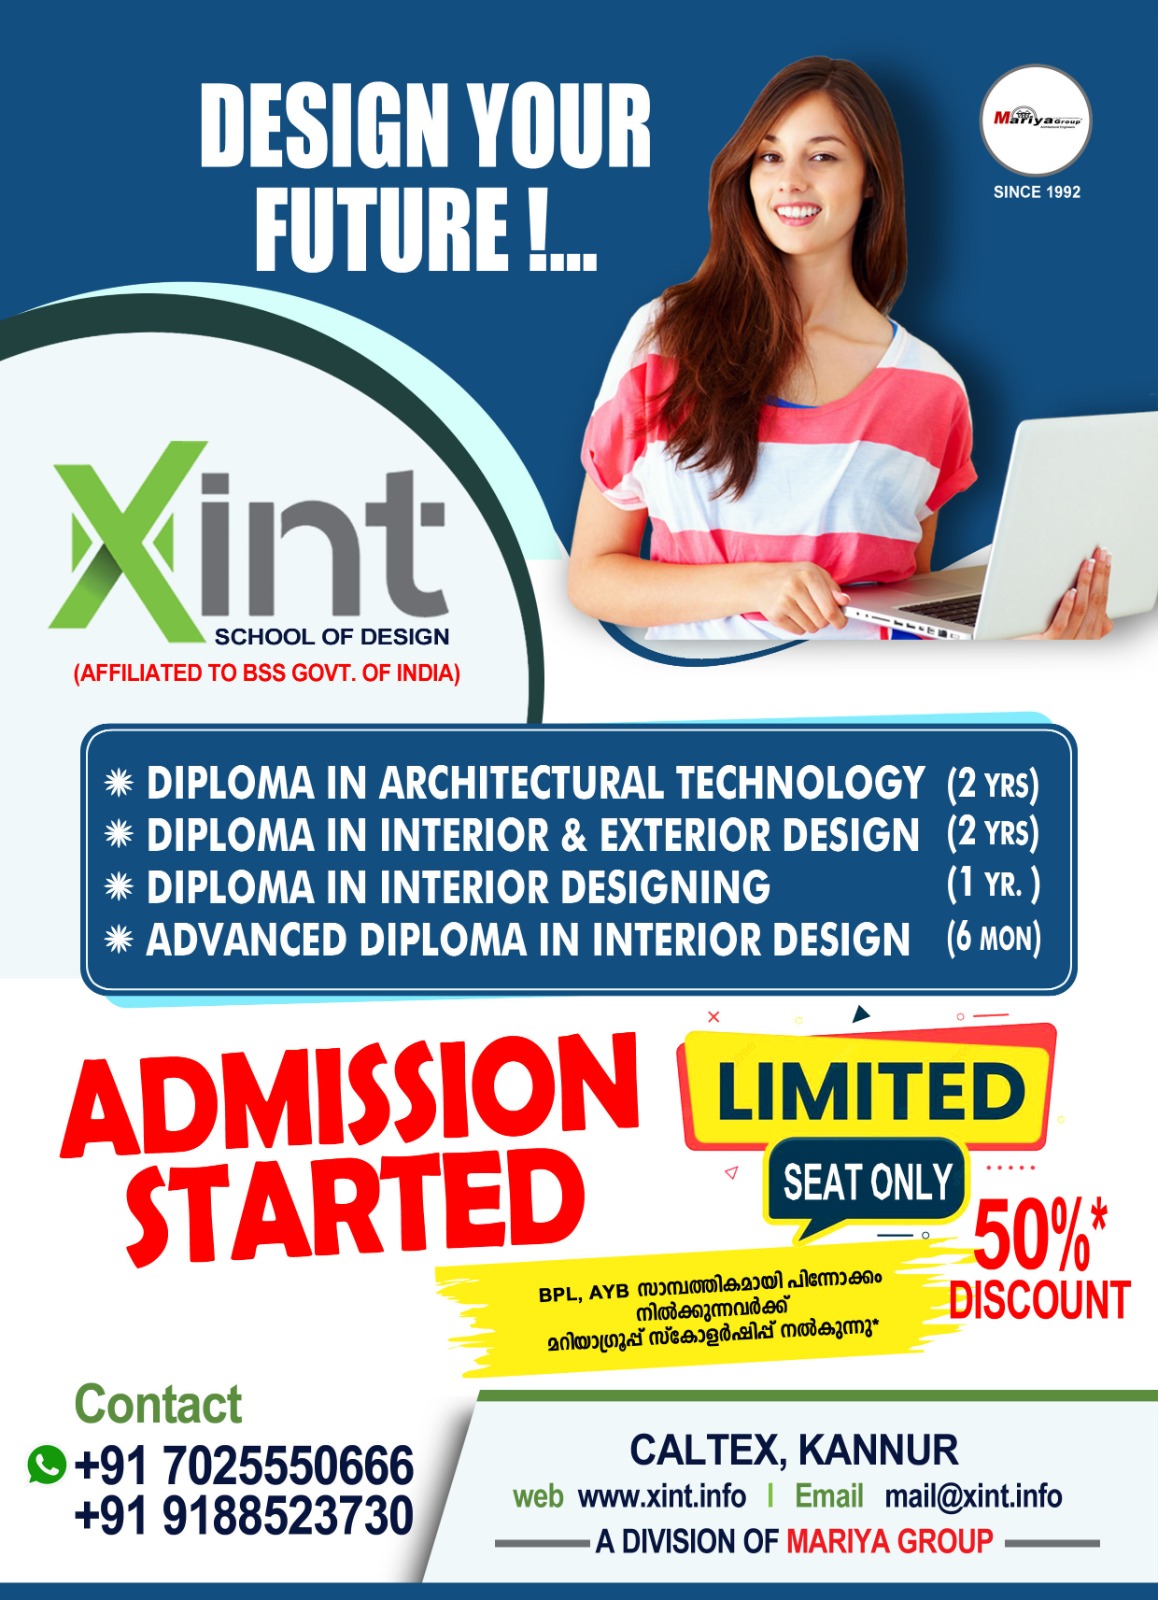 DESIGN YOUR
FUTURE !...
Mariya Group
Architectural Engineers
SINCE 1992
Xint
SCHOOL OF DESIGN
(AFFILIATED TO BSS GOVT. OF INDIA)
DIPLOMA IN ARCHITECTURAL TECHNOLOGY (2 YRS)
DIPLOMA IN INTERIOR & EXTERIOR DESIGN (2 YRS)
DIPLOMA IN INTERIOR DESIGNING (1 YR. )
ADVANCED DIPLOMA IN INTERIOR DESIGN (6 MON)
ADMISSION
STARTED
LIMITED
SEAT ONLY
50%*
DISCOUNT
BPL, AYB സാമ്പത്തികമായി പിന്നോക്കം
നിൽക്കുന്നവർക്ക്
മറിയാഗ്രൂപ്പ് സ്കോളർഷിപ്പ് നൽകുന്നു*
Contact
+91 7025550666
+91 9188523730
CALTEX, KANNUR
web www.xint.info | Email mail@xint.info
A DIVISION OF MARIYA GROUP